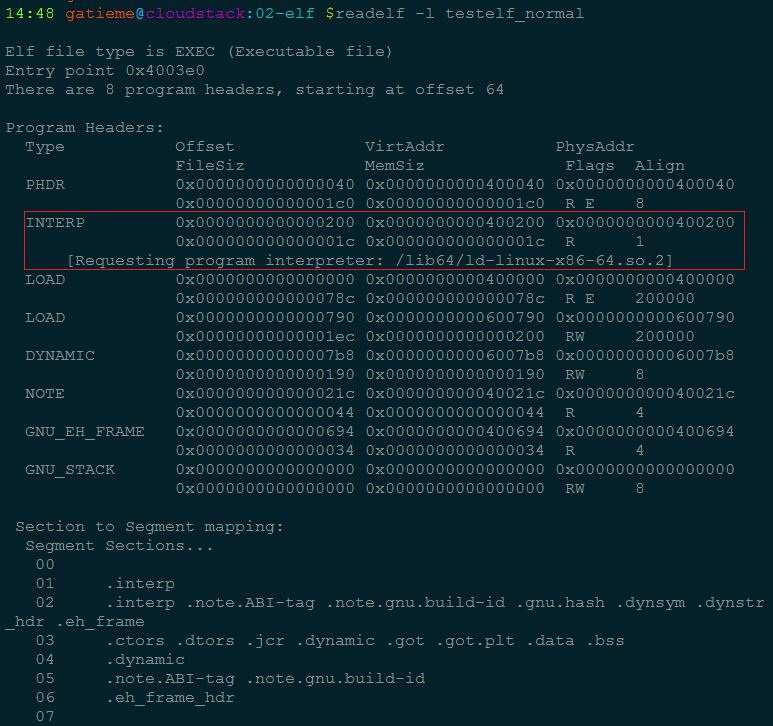 14:48 gatieme@cloudstack:02-elf $readelf -l testelf_normal
Elf file type is EXEC (Executable file)
Entry point 0x4003e0
There are 8 program headers, starting at offset 64
Program Headers:
Type Offset VirtAddr PhysAddr
FileSiz MemSiz Flags Align
PHDR 0x0000000000000040 0x0000000000400040 0x0000000000400040
0x00000000000001c0 0x00000000000001c0 R E 8
INTERP 0x0000000000000200 0x0000000000400200 0x0000000000400200
0x000000000000001c 0x000000000000001c R 1
[Requesting program interpreter: /lib64/ld-linux-x86-64.so.2]
LOAD 0x0000000000000000 0x0000000000400000 0x0000000000400000
0x000000000000078c 0x000000000000078c R E 200000
LOAD 0x0000000000000790 0x0000000000600790 0x0000000000600790
0x00000000000001ec 0x0000000000000200 RW 200000
DYNAMIC 0x00000000000007b8 0x00000000006007b8 0x00000000006007b8
0x0000000000000190 0x0000000000000190 RW 8
NOTE 0x000000000000021c 0x000000000040021c 0x000000000040021c
0x0000000000000044 0x0000000000000044 R 4
GNU_EH_FRAME 0x0000000000000694 0x0000000000400694 0x0000000000400694
0x0000000000000034 0x0000000000000034 R 4
GNU_STACK 0x0000000000000000 0x0000000000000000 0x0000000000000000
0x0000000000000000 0x0000000000000000 RW 8
Section to Segment mapping:
Segment Sections...
00
01 .interp
02 .interp .note.ABI-tag .note.gnu.build-id .gnu.hash .dynsym .dynstr
_hdr .eh_frame
03 .ctors .dtors .jcr .dynamic .got .got.plt .data .bss
04 .dynamic
05 .note.ABI-tag .note.gnu.build-id
06 .eh_frame_hdr
07